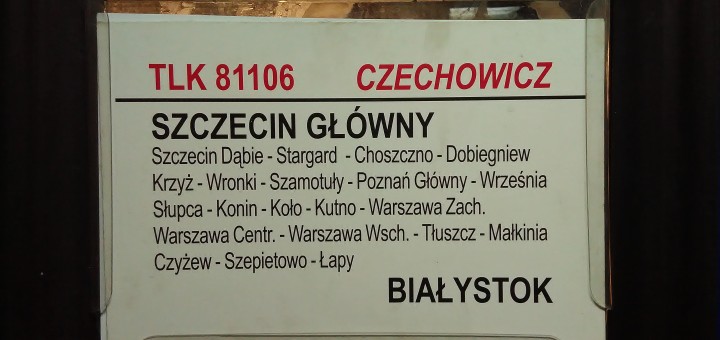 TLK 81106 CZECHOWICZ
SZCZECIN GŁÓWNY
Szczecin Dąbie - Stargard - Choszczno - Dobiegniew
Krzyż - Wronki - Szamotuły - Poznań Główny - Września
Słupca - Konin - Koło - Kutno - Warszawa Zach.
Warszawa Centr. - Warszawa Wsch. - Tłuszcz - Małkinia
Czyżew - Szepietowo - Łapy
BIAŁYSTOK